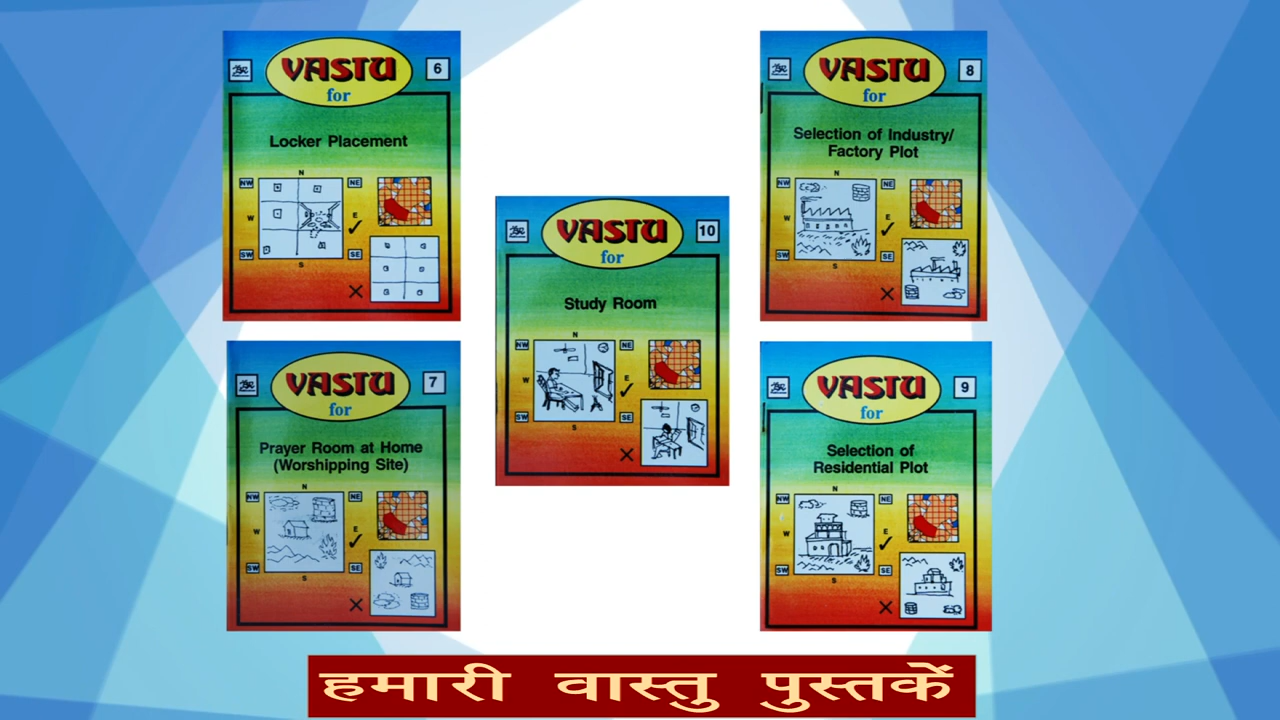 6
VASTU
for
Locker Placement
N
NW
NE
W
E
SW
SE
S
7
VASTU
for
Prayer Room at Home
(Worshipping Site)
N
NW
NE
W
E
SW
SE
S
10
VASTU
for
Study Room
N
NW
NE
W
E
SW
SE
S
8
VASTU
for
Selection of Industry/
Factory Plot
N
NW
NE
W
E
SW
SE
S
9
VASTU
for
Selection of
Residential Plot
N
NW
NE
W
E
SW
SE
S
हमारी वास्तु पुस्तकें